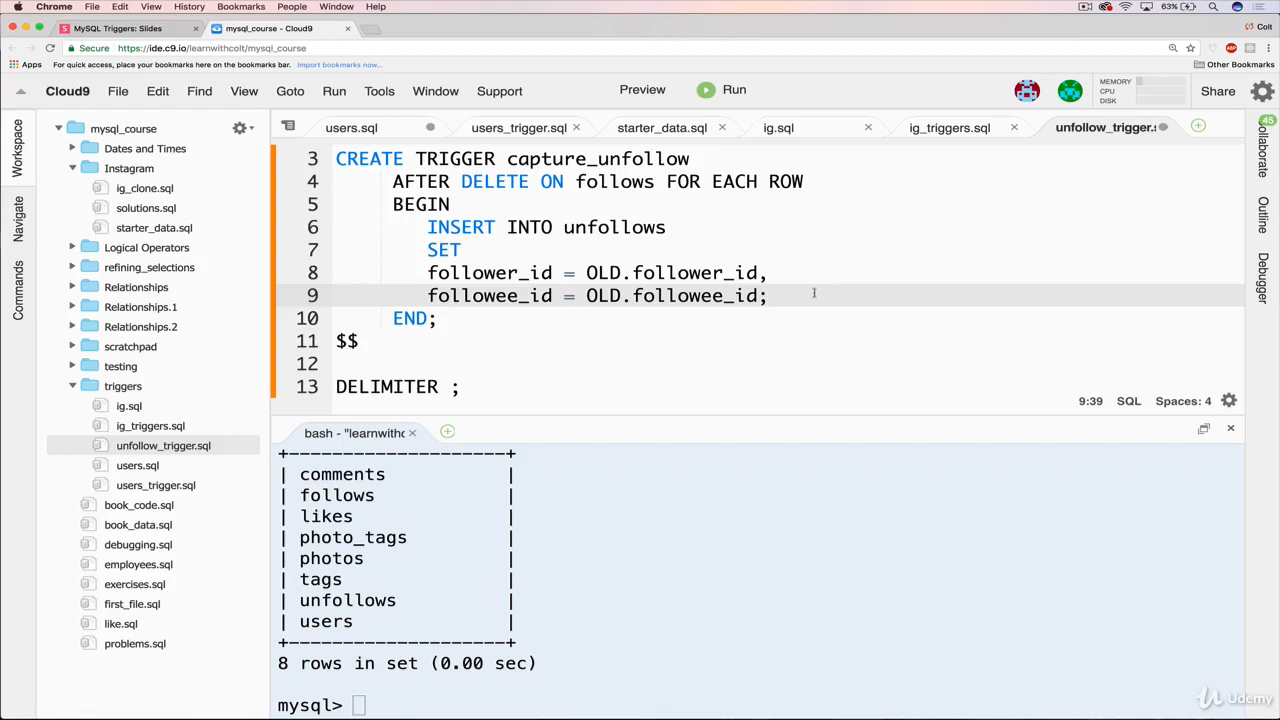 Chrome File Edit View History Bookmarks People Window Help 63%
MySQL Triggers: Slides × mysql_course - Cloud9 × Colt
Secure https://ide.c9.io/learnwithcolt/mysql_course
Apps For quick access, place your bookmarks here on the bookmarks bar. Import bookmarks now... Other Bookmarks
Cloud9 File Edit Find View Goto Run Tools Window Support Preview Run MEMORY CPU DISK Share
Workspace
Navigate
Commands
mysql_course
Dates and Times
Instagram
ig_clone.sql
solutions.sql
starter_data.sql
Logical Operators
refining_selections
Relationships
Relationships.1
Relationships.2
scratchpad
testing
triggers
ig.sql
ig_triggers.sql
unfollow_trigger.sql
users.sql
users_trigger.sql
book_code.sql
book_data.sql
debugging.sql
employees.sql
exercises.sql
first_file.sql
like.sql
problems.sql
users.sql users_trigger.sql × starter_data.sql × ig.sql × ig_triggers.sql × unfollow_trigger.s
3 CREATE TRIGGER capture_unfollow
4 AFTER DELETE ON follows FOR EACH ROW
5 BEGIN
6 INSERT INTO unfollows
7 SET
8 follower_id = OLD.follower_id,
9 followee_id = OLD.followee_id;
10 END;
11 $$
12
13 DELIMITER ;
9:39 SQL Spaces: 4
bash - "learnwithc ×
+--------------------+
| comments |
| follows |
| likes |
| photo_tags |
| photos |
| tags |
| unfollows |
| users |
+--------------------+
8 rows in set (0.00 sec)
mysql>
45
Collaborate
Outline
Debugger
Udemy